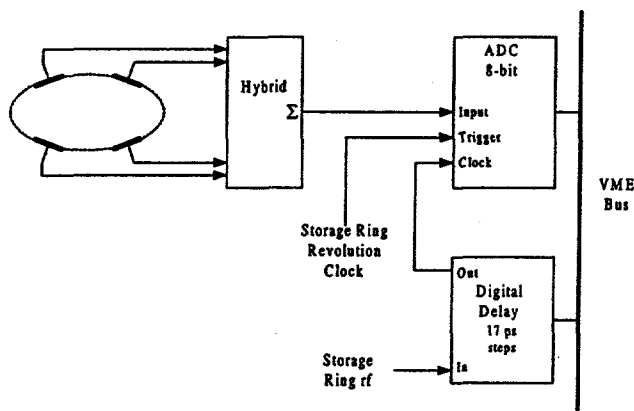 Hybrid
Σ
ADC
8-bit
Input
Trigger
Clock
VME
Bus
Storage Ring
Revolution
Clock
Out
Digital
Delay
17 ps
steps
In
Storage
Ring rf